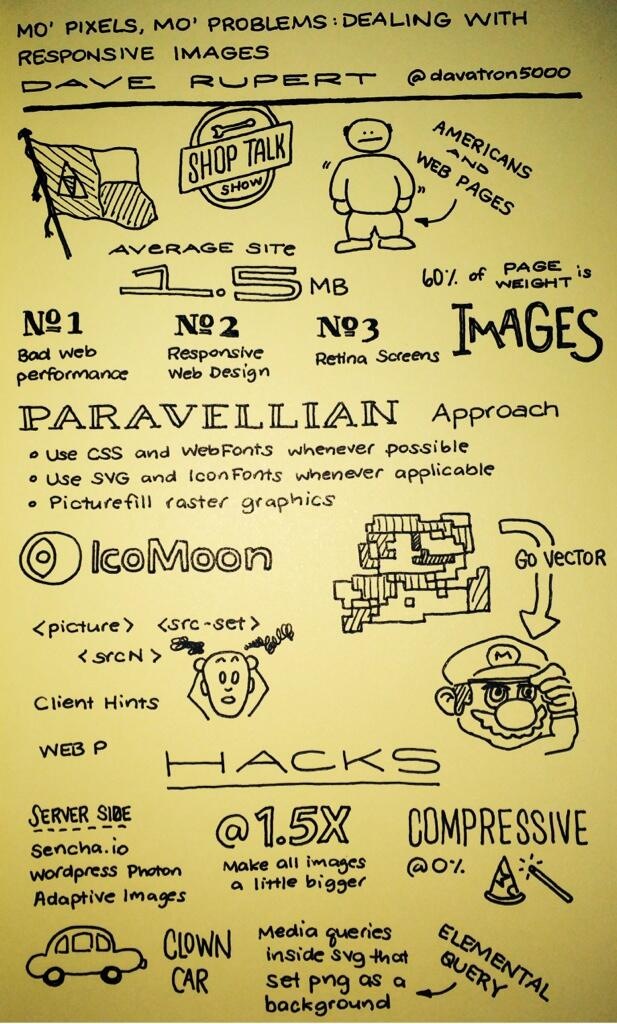 MO' PIXELS, MO' PROBLEMS: DEALING WITH
RESPONSIVE IMAGES
DAVE RUPERT @davatron5000
SHOP TALK
SHOW
AMERICANS
AND
WEB PAGES
AVERAGE SITE
1.5 MB
60% of PAGE WEIGHT is
IMAGES
№1
Bad web
performance
№2
Responsive
Web Design
№3
Retina Screens
PARAVELLIAN Approach
• Use CSS and WebFonts whenever possible
• Use SVG and IconFonts whenever applicable
• Picturefill raster graphics
IcoMoon
GO VECTOR
<picture> <src-set>
<srcN>
Client Hints
WEB P
M
HACKS
SERVER SIDE
Sencha.io
Wordpress Photon
Adaptive Images
@1.5X
Make all images
a little bigger
COMPRESSIVE
@0%
CLOWN
CAR
Media queries
inside svg that
set png as a
background
ELEMENTAL
QUERY